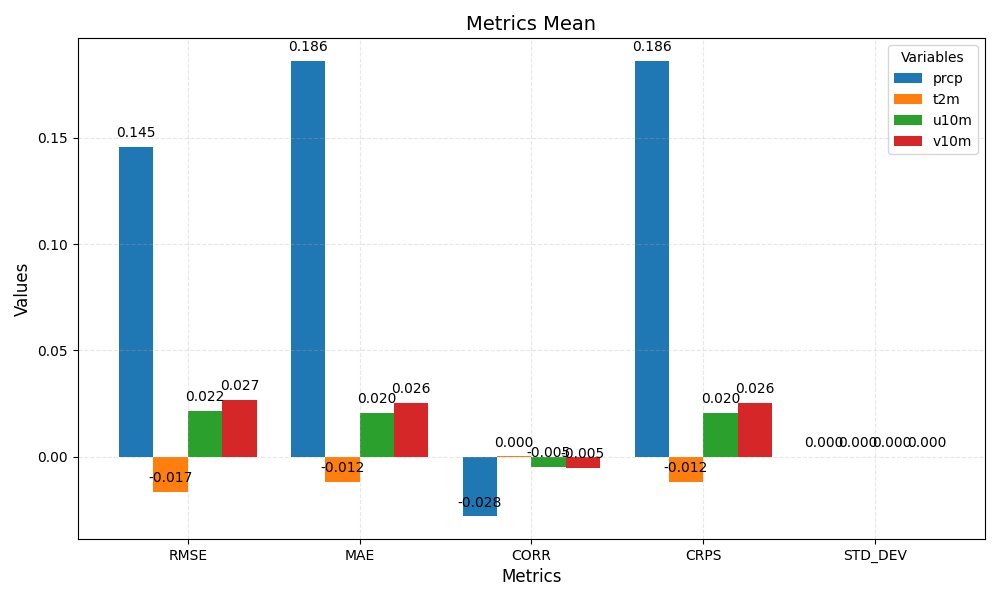 Metrics Mean
Values
0.15
0.10
0.05
0.00
0.145
-0.017
0.022
0.027
0.186
-0.012
0.020
0.026
-0.028
0.000
-0.005
-0.005
0.186
-0.012
0.020
0.026
0.000
0.000
0.000
0.000
Variables
prcp
t2m
u10m
v10m
RMSE
MAE
CORR
CRPS
STD_DEV
Metrics